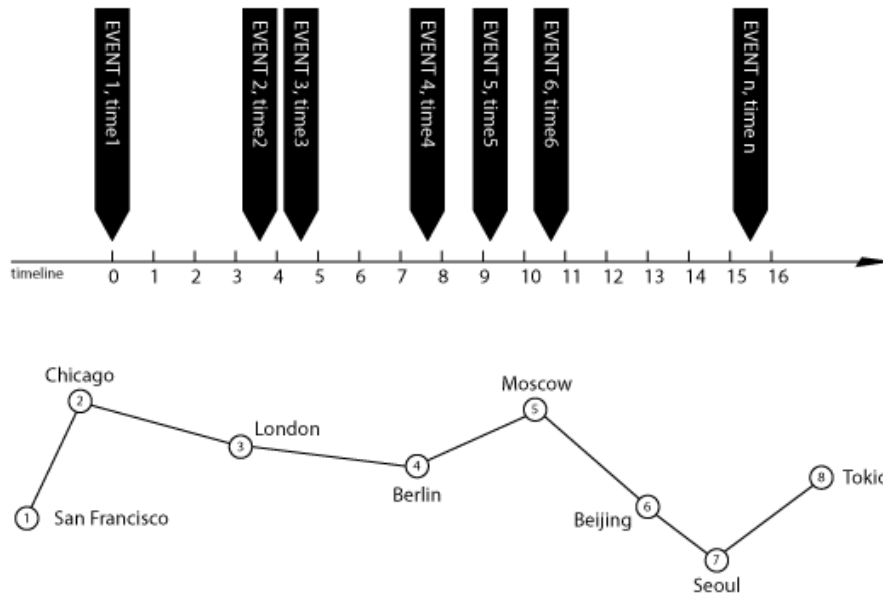 EVENT 1, time1
EVENT 2, time2
EVENT 3, time3
EVENT 4, time4
EVENT 5, time5
EVENT 6, time6
EVENT n, time n
timeline
0 1 2 3 4 5 6 7 8 9 10 11 12 13 14 15 16
Chicago
2
Moscow
5
London
3
4
Berlin
8
Tokio
1
San Francisco
6
Beijing
7
Seoul